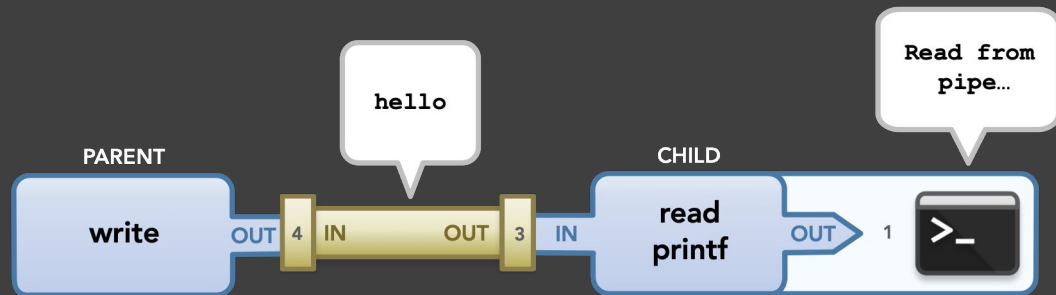 Read from
pipe…
hello
PARENT
CHILD
write
OUT
4
IN
OUT
3
IN
read
printf
OUT
1
>_